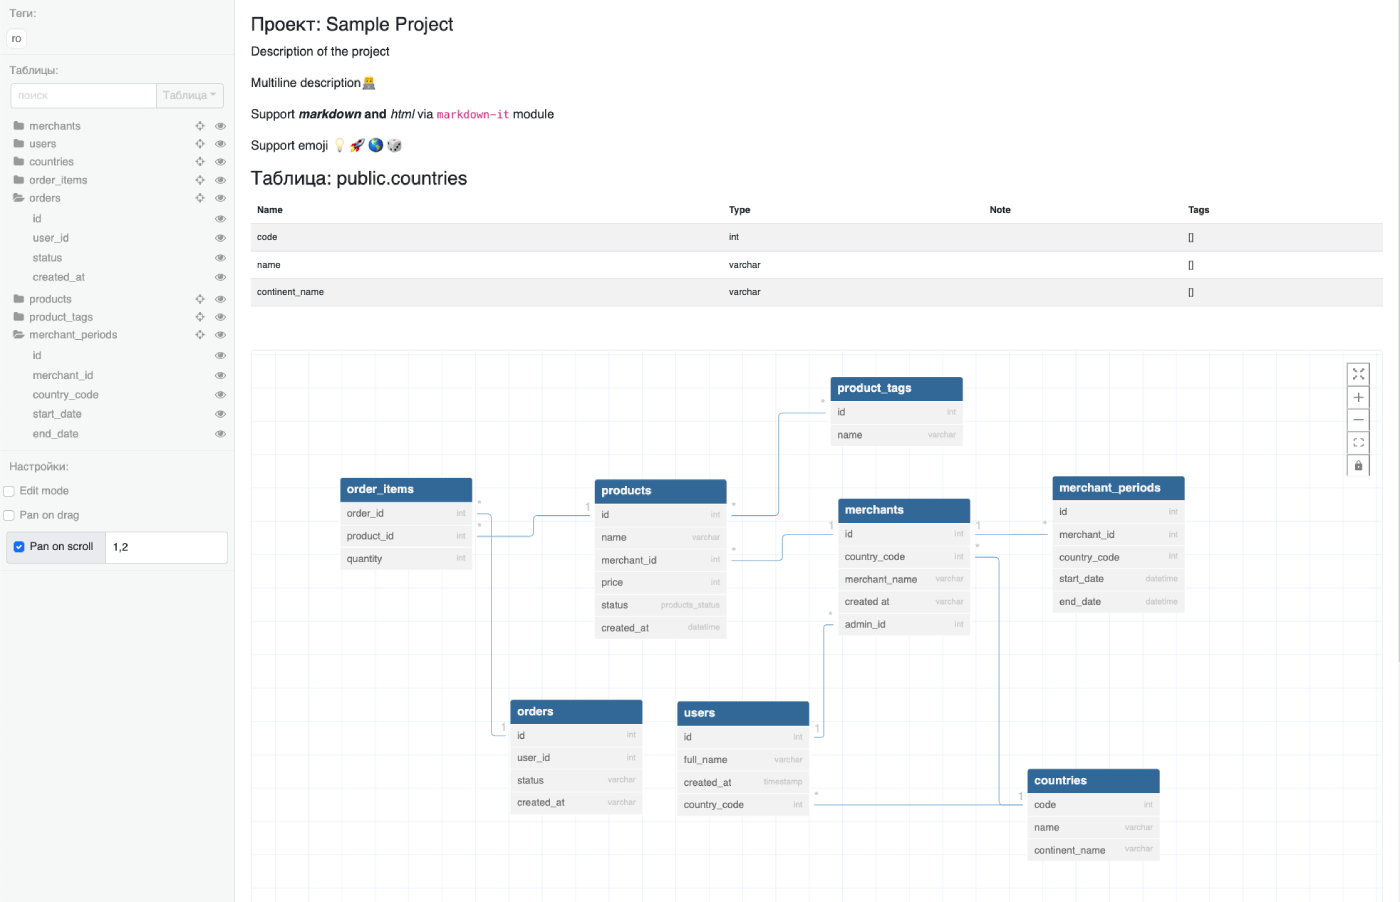 Теги:
ro
Таблицы:
поиск
Таблица
merchants
users
countries
order_items
orders
id
user_id
status
created_at
products
product_tags
merchant_periods
id
merchant_id
country_code
start_date
end_date
Настройки:
Edit mode
Pan on drag
Pan on scroll 1,2
Проект: Sample Project
Description of the project
Multiline description
Support markdown and html via markdown-it module
Support emoji 💡 🚀 🌎 🎲
Таблица: public.countries
Name Type Note Tags
code int []
name varchar []
continent_name varchar []
product_tags
id int
name varchar
order_items
order_id int
product_id int
quantity int
products
id int
name varchar
merchant_id int
price int
status products_status
created_at datetime
merchants
id int
country_code int
merchant_name varchar
created at varchar
admin_id int
merchant_periods
id int
merchant_id int
country_code int
start_date datetime
end_date datetime
orders
id int
user_id int
status varchar
created_at varchar
users
id int
full_name varchar
created_at timestamp
country_code int
countries
code int
name varchar
continent_name varchar
* 1
* 1
* *
* 1
1 *
* 1
* 1